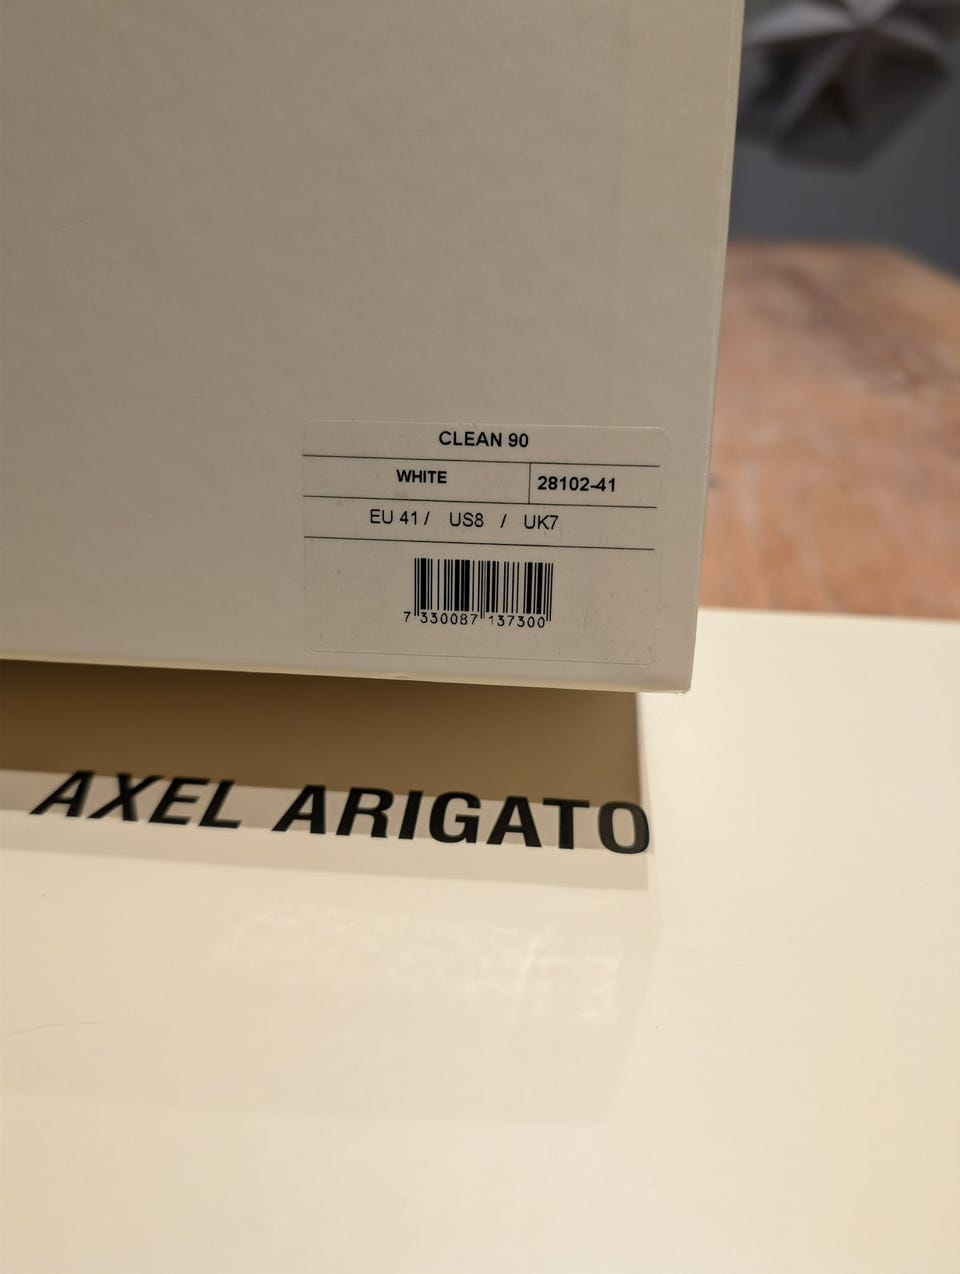 CLEAN 90
WHITE 28102-41
EU 41 / US8 / UK7
7 330087 137300
AXEL ARIGATO